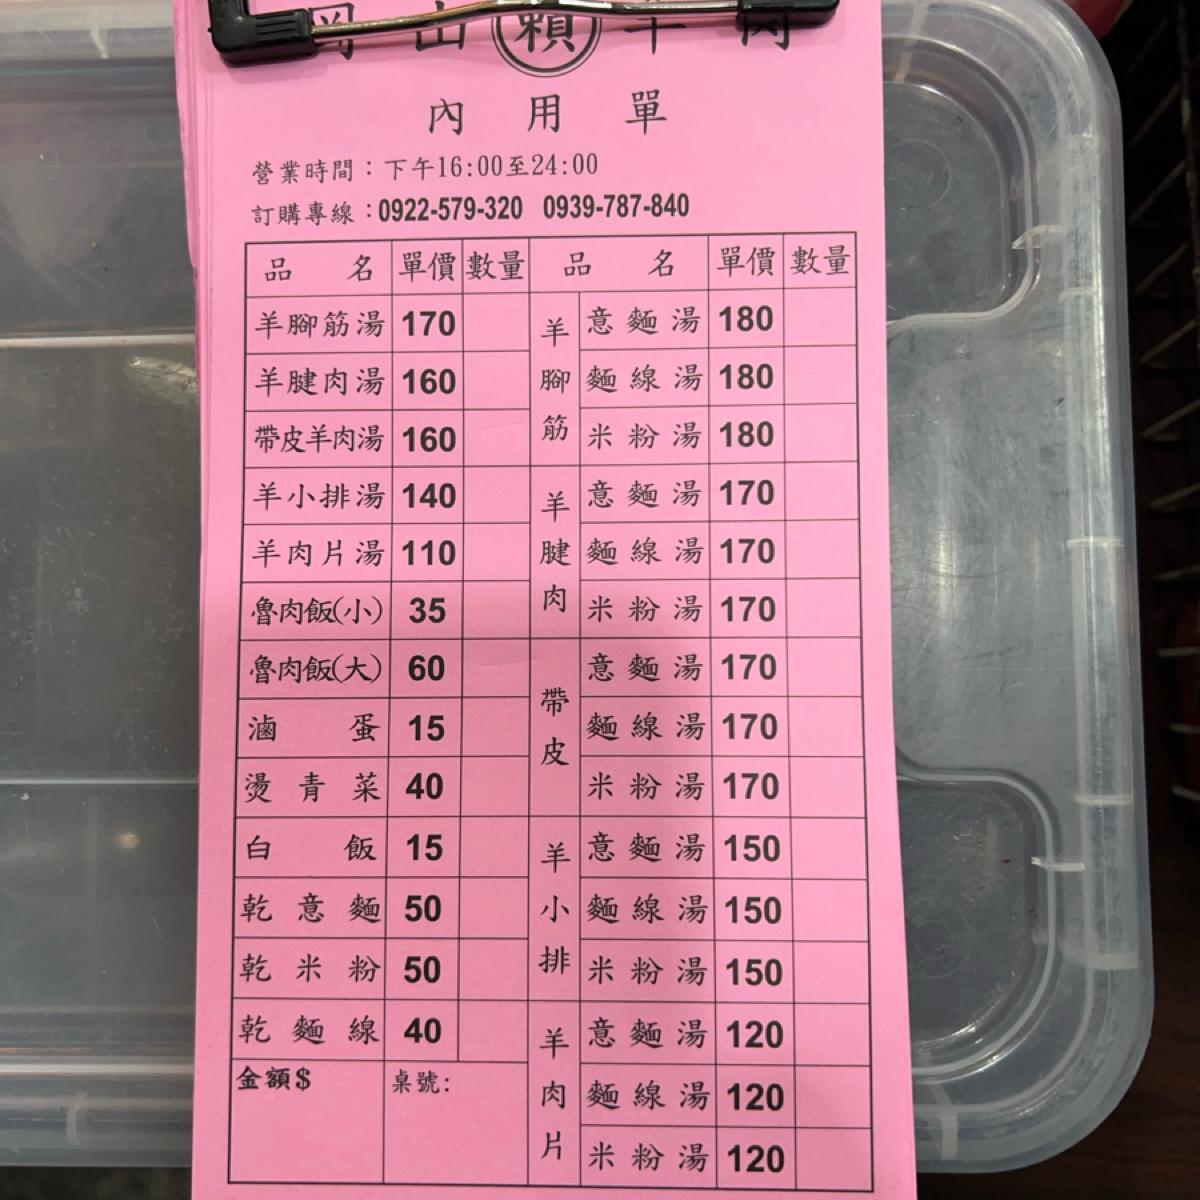 岡山賴羊肉
內用單
營業時間：下午16:00至24:00
訂購專線：0922-579-320 0939-787-840
品名 單價 數量 品名 單價 數量
羊腳筋湯 170
羊腱肉湯 160
帶皮羊肉湯 160
羊小排湯 140
羊肉片湯 110
魯肉飯(小) 35
魯肉飯(大) 60
滷蛋 15
燙青菜 40
白飯 15
乾意麵 50
乾米粉 50
乾麵線 40
金額$ 桌號:
羊腳筋
意麵湯 180
麵線湯 180
米粉湯 180
羊腱肉
意麵湯 170
麵線湯 170
米粉湯 170
帶皮
意麵湯 170
麵線湯 170
米粉湯 170
羊小排
意麵湯 150
麵線湯 150
米粉湯 150
羊肉片
意麵湯 120
麵線湯 120
米粉湯 120